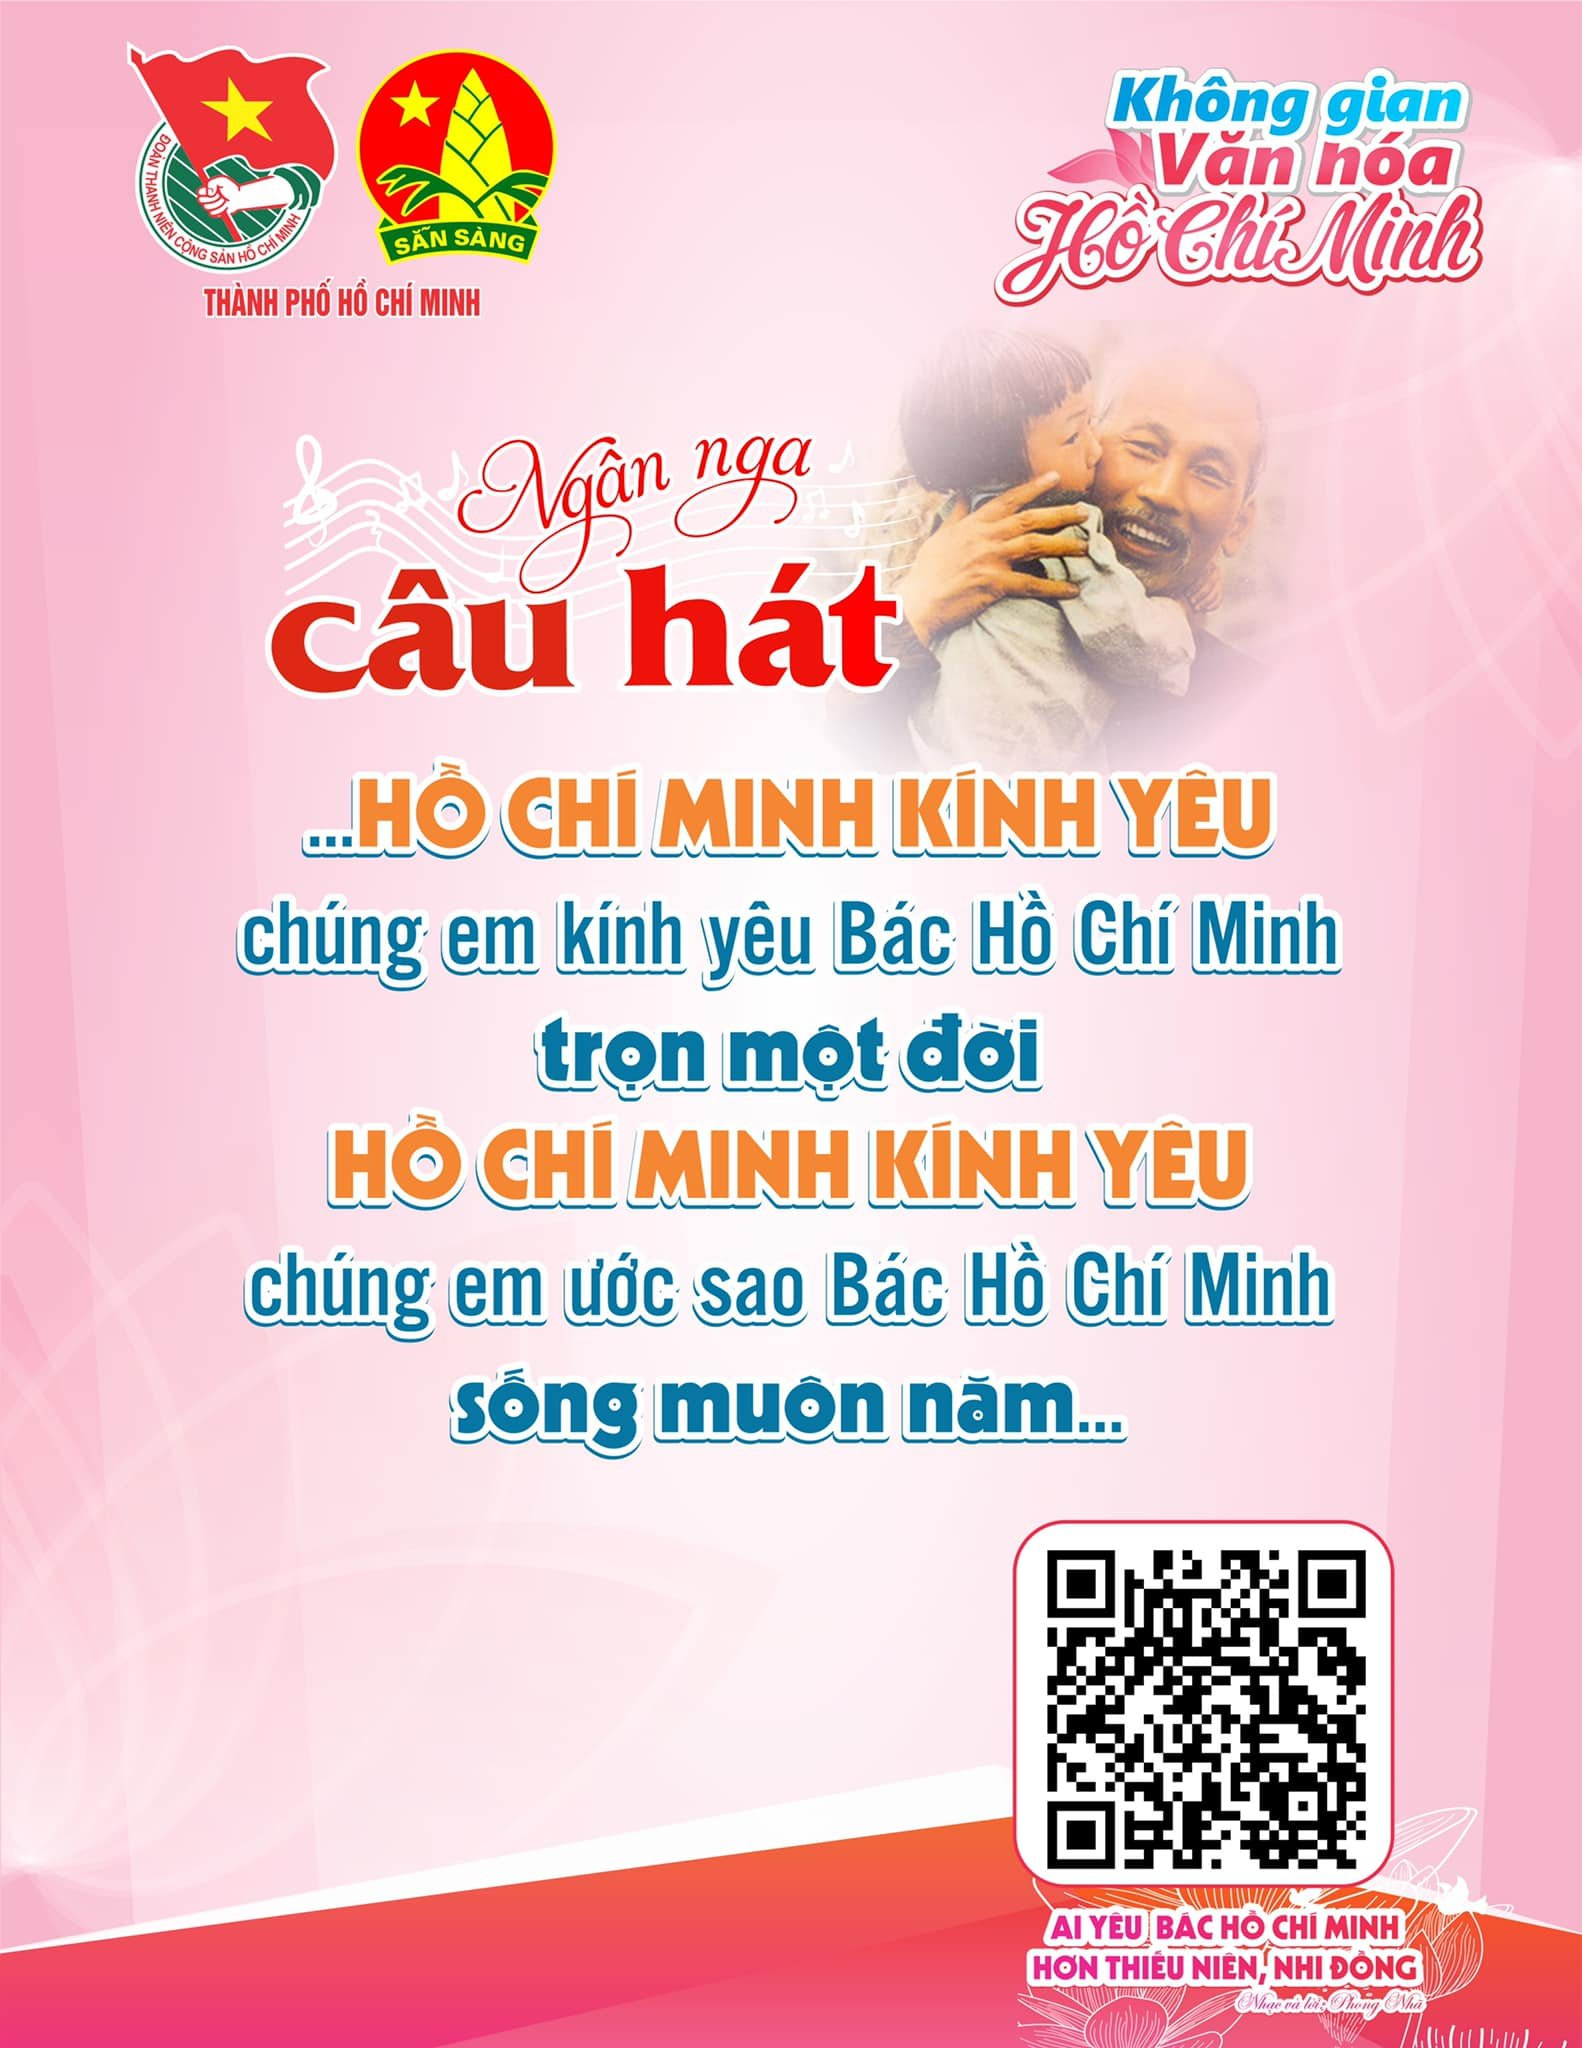 ĐOÀN THANH NIÊN CỘNG SẢN HỒ CHÍ MINH
SẴN SÀNG
THÀNH PHỐ HỒ CHÍ MINH
Không gian
Văn hóa
Hồ Chí Minh
Ngân nga
câu hát
...HỒ CHÍ MINH KÍNH YÊU
chúng em kính yêu Bác Hồ Chí Minh
trọn một đời
HỒ CHÍ MINH KÍNH YÊU
chúng em ước sao Bác Hồ Chí Minh
sống muôn năm...
AI YÊU BÁC HỒ CHÍ MINH
HƠN THIẾU NIÊN, NHI ĐỒNG
Nhạc và lời: Phong Nhã